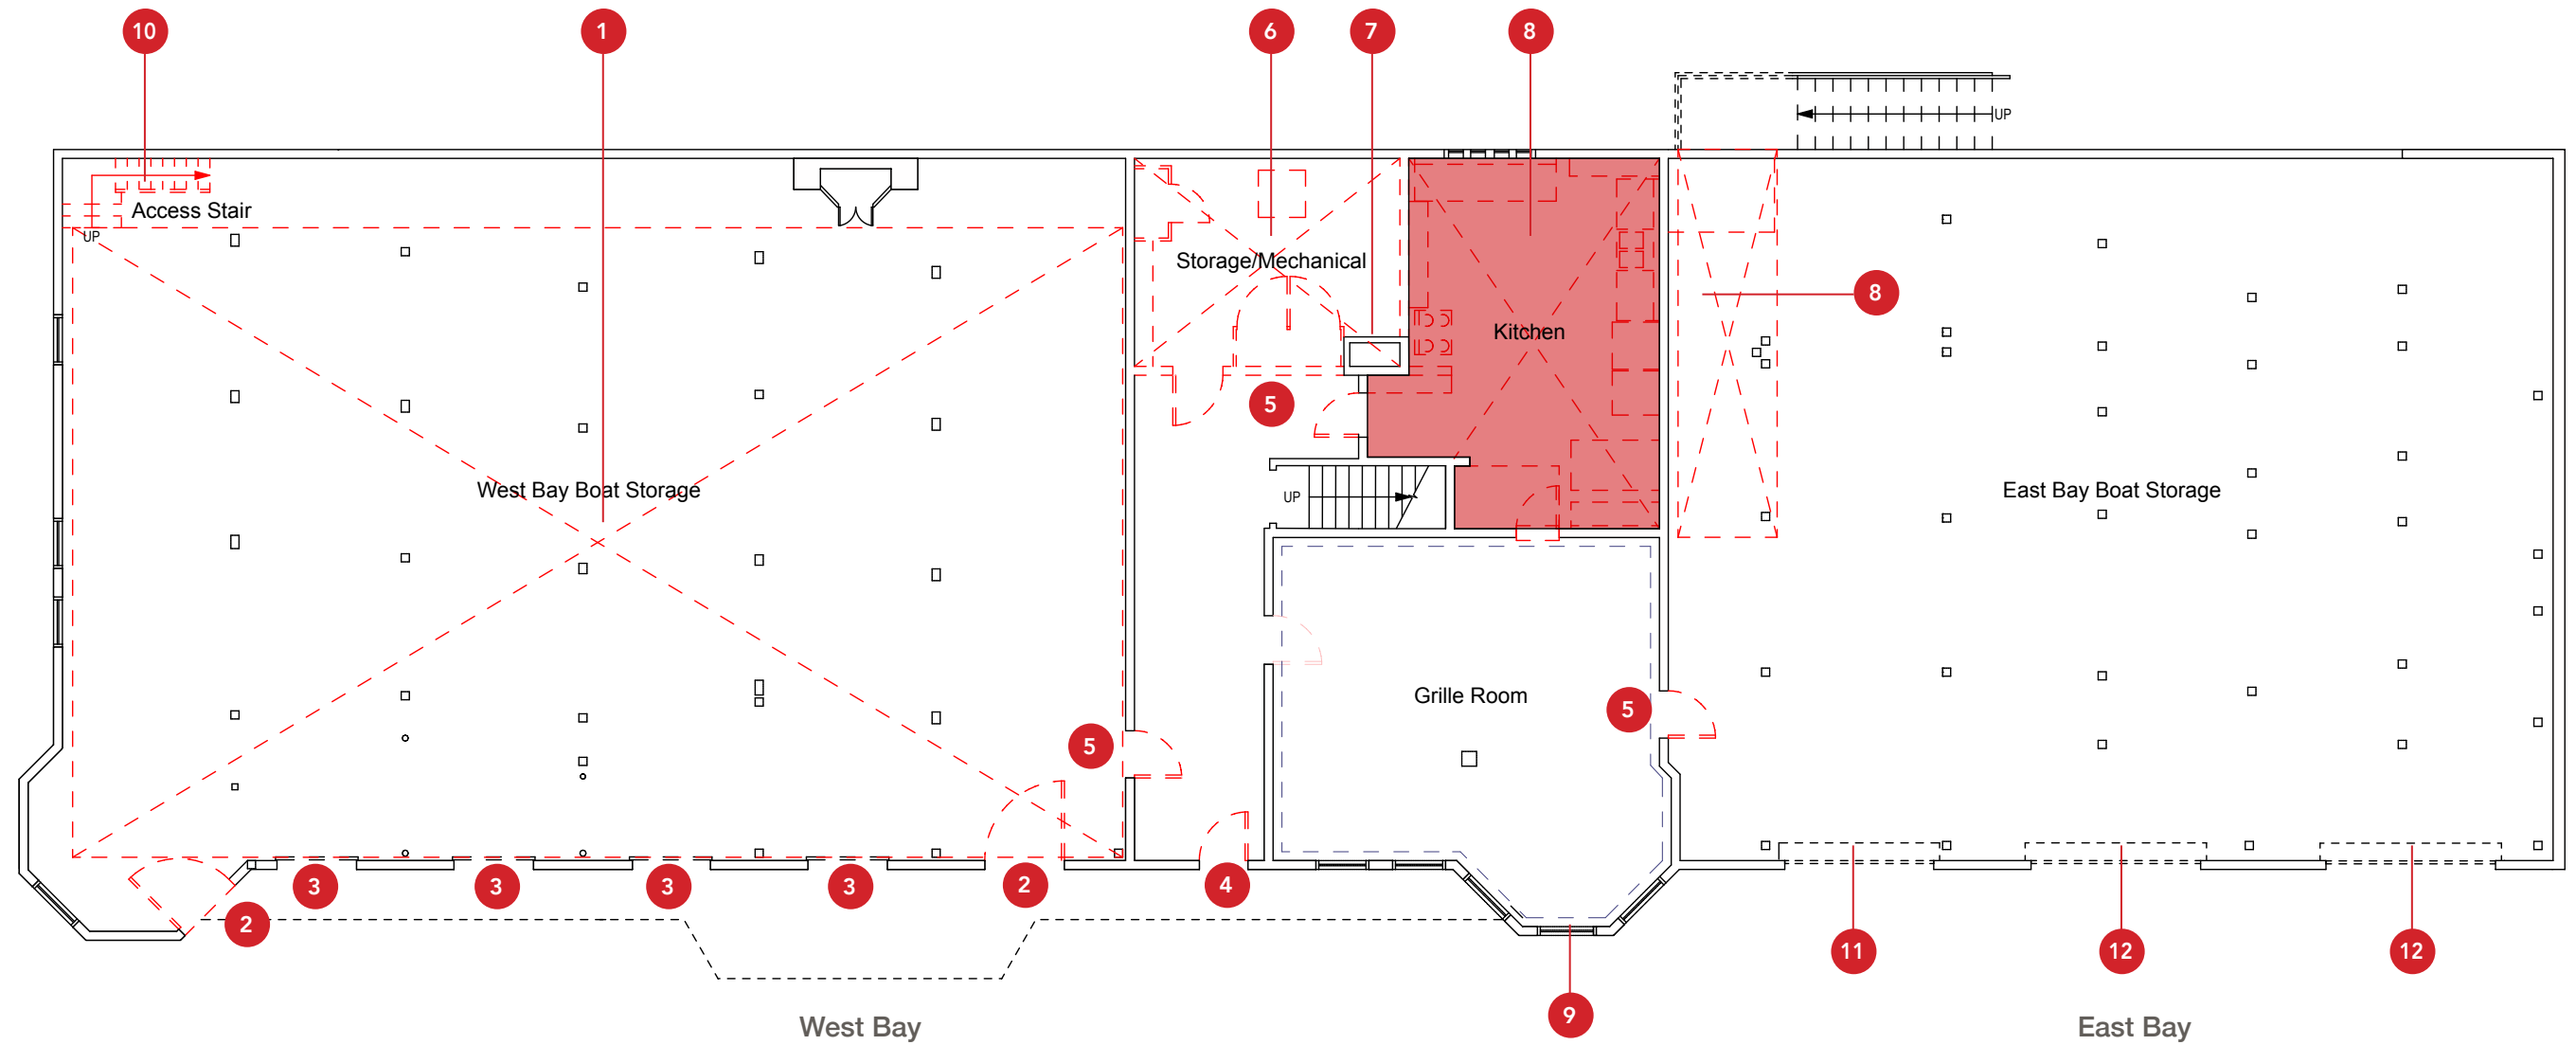 10
1
6
7
8
UP
Access Stair
UP
Storage/Mechanical
8
Kitchen
5
West Bay Boat Storage
UP
East Bay Boat Storage
Grille Room
5
5
3
3
3
3
2
4
2
11
12
12
9
West Bay
East Bay